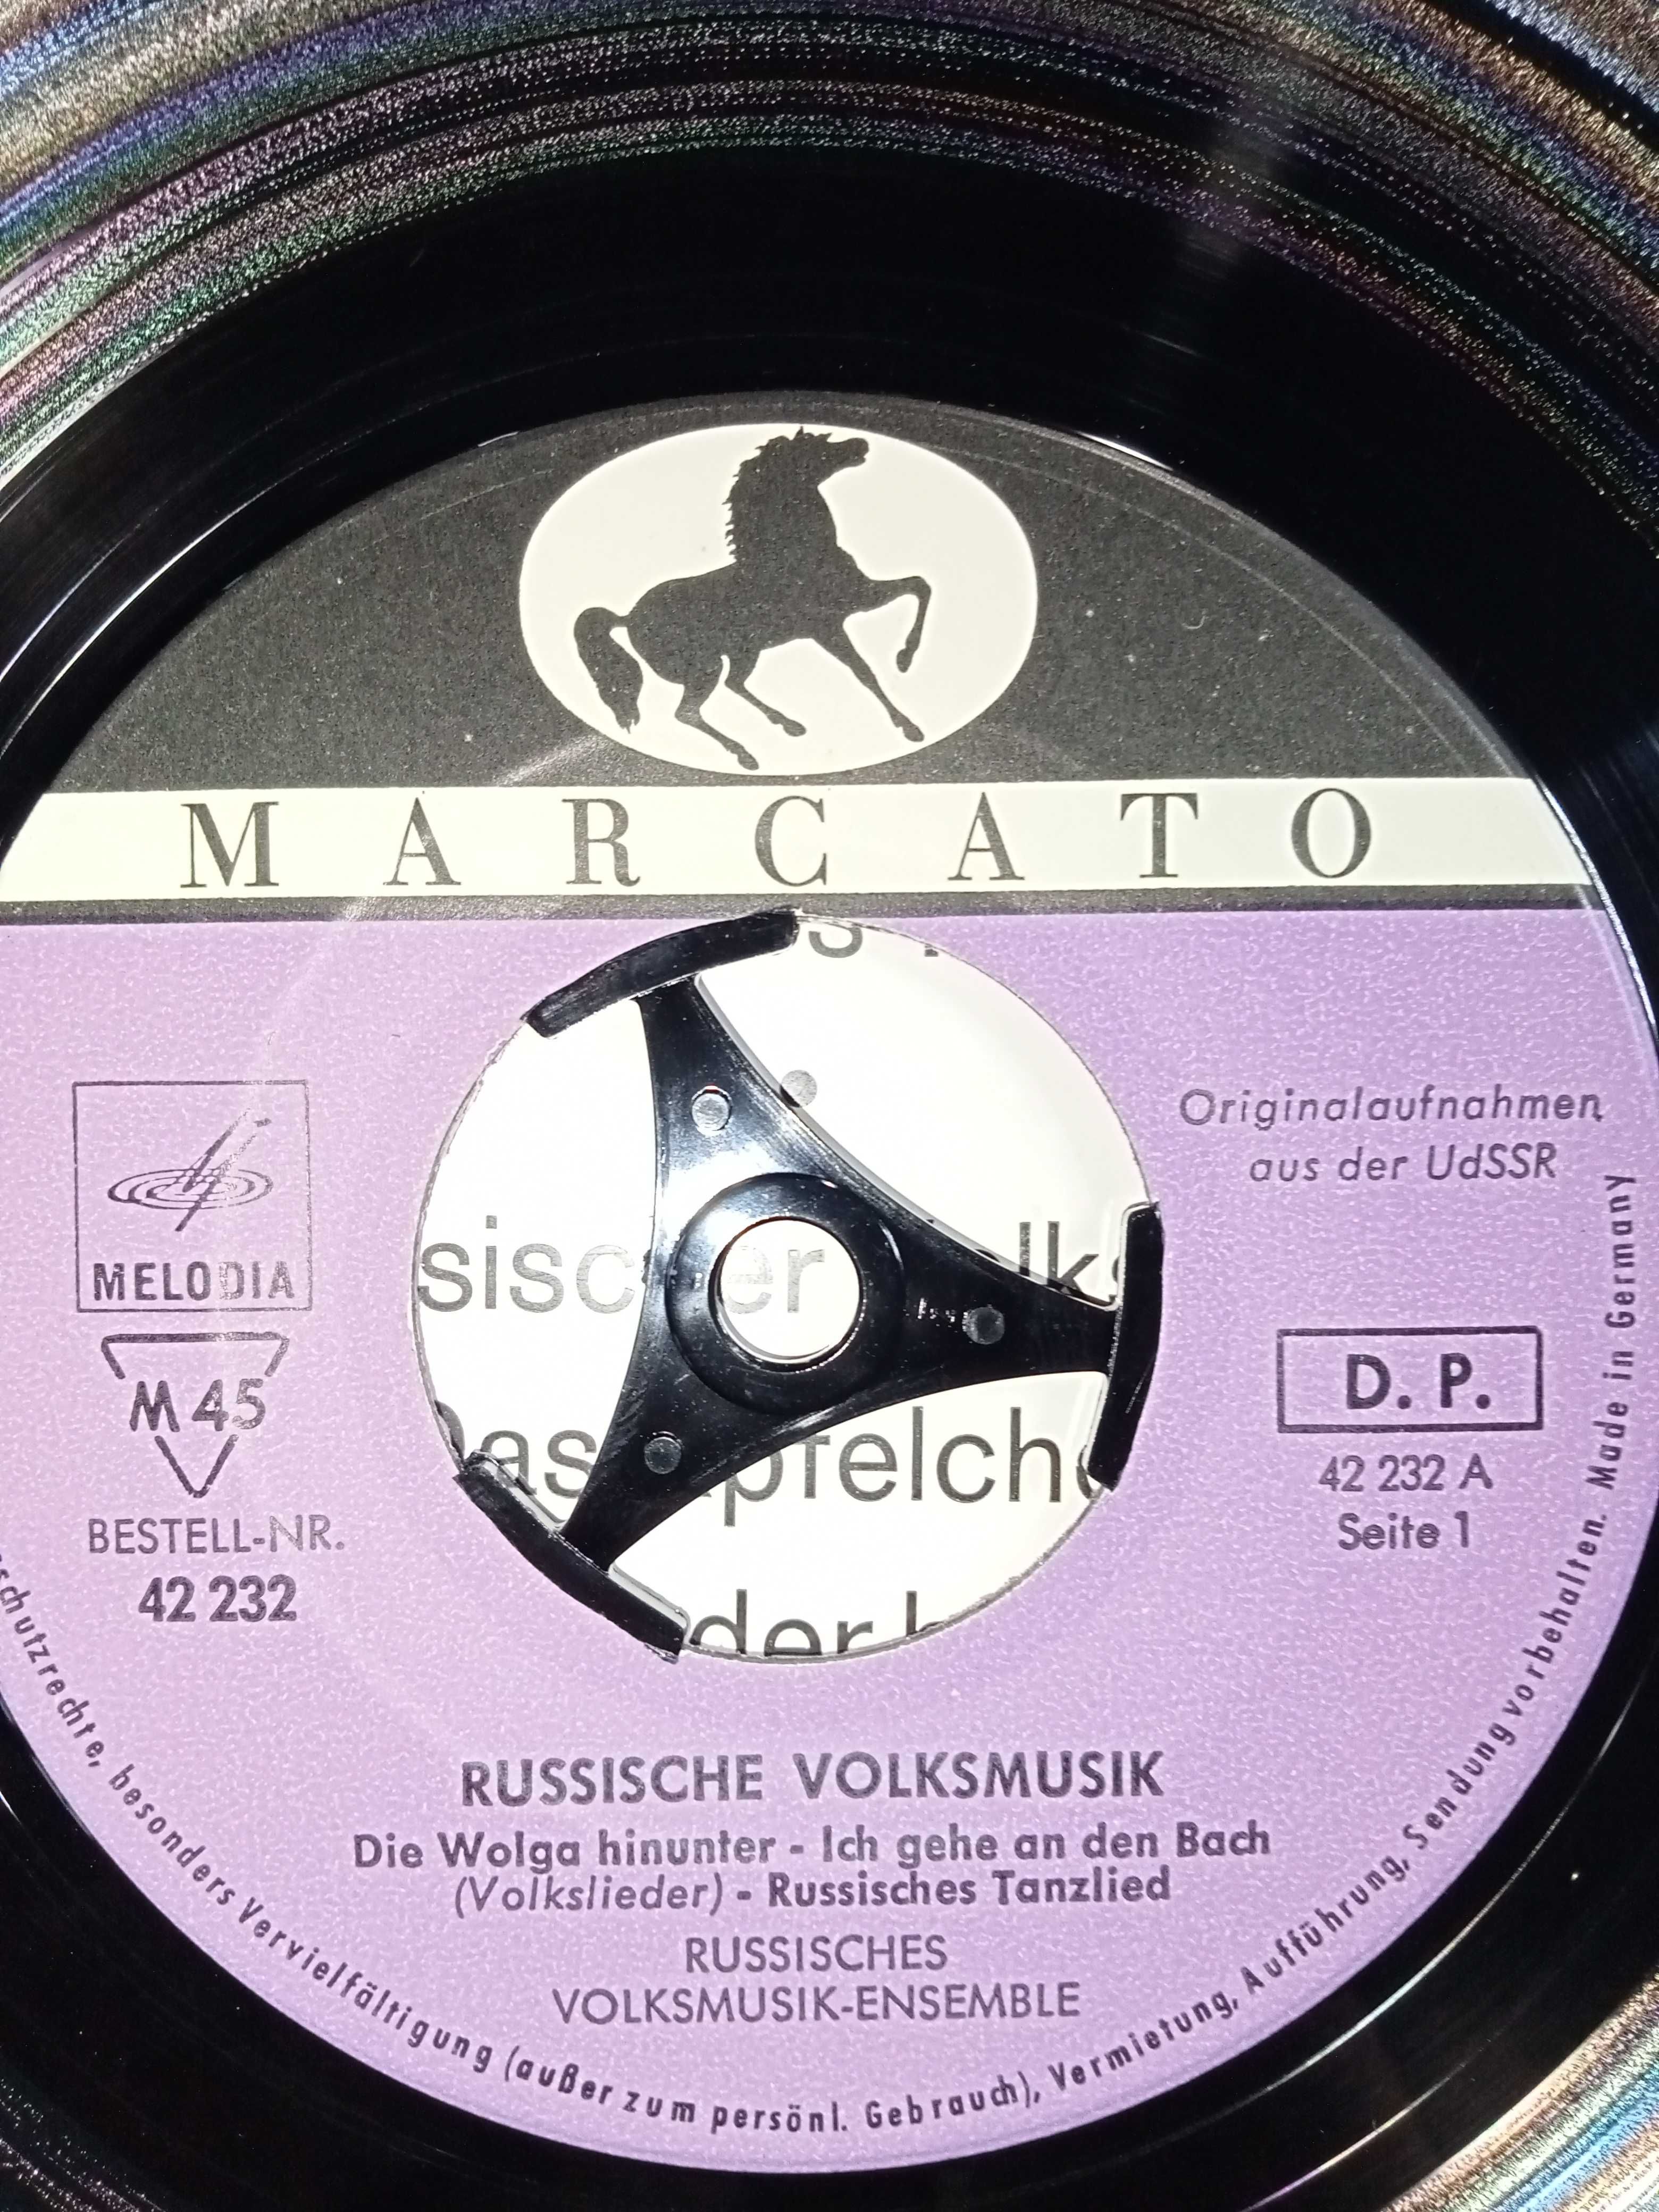 MARCATO
MELODIA
M 45
BESTELL-NR.
42 232
Originalaufnahmen
aus der UdSSR
D. P.
42 232 A
Seite 1
RUSSISCHE VOLKSMUSIK
Die Wolga hinunter - Ich gehe an den Bach
(Volkslieder) - Russisches Tanzlied
RUSSISCHES
VOLKSMUSIK-ENSEMBLE
schutzrechte, besonders Vervielfältigung (außer zum persönl. Gebrauch), Vermietung, Aufführung, Sendung vorbehalten. Made in Germany